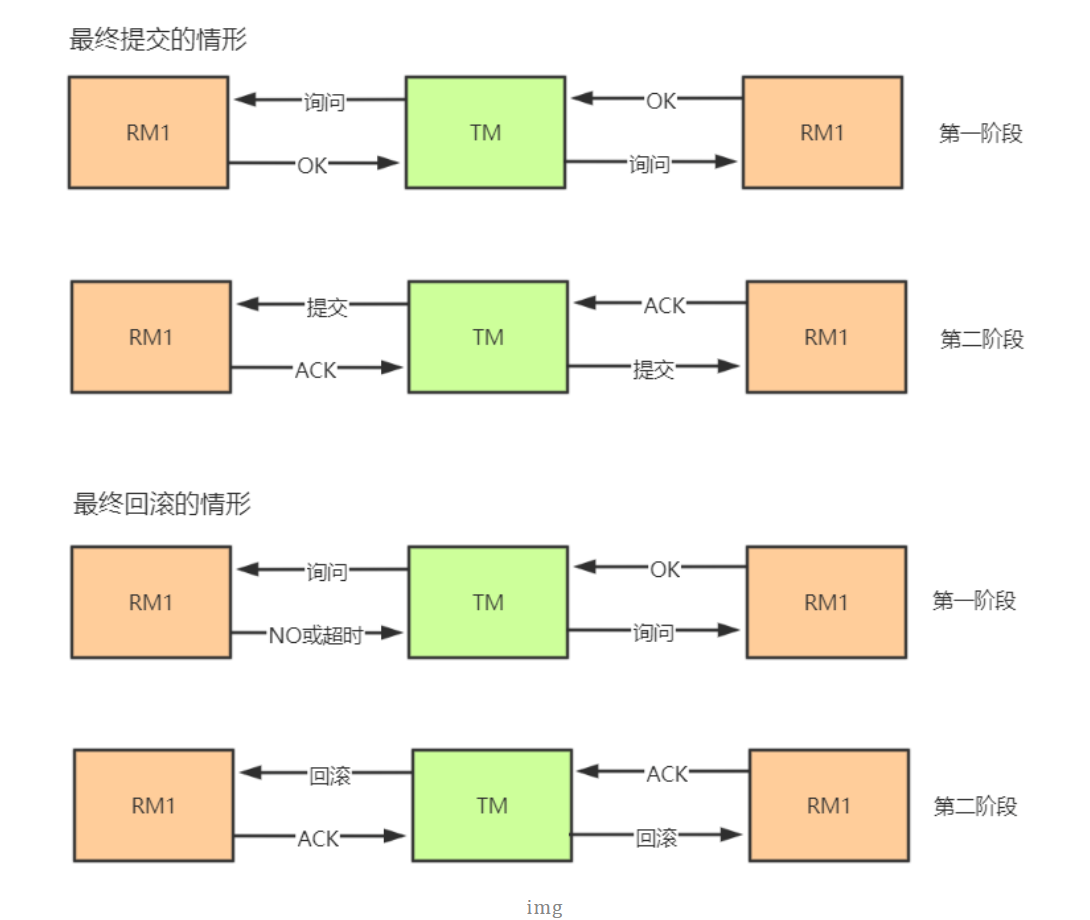 最终提交的情形
询问
OK
RM1
TM
RM1
第一阶段
OK
询问
提交
ACK
RM1
TM
RM1
第二阶段
ACK
提交
最终回滚的情形
询问
OK
RM1
TM
RM1
第一阶段
NO或超时
询问
回滚
ACK
RM1
TM
RM1
第二阶段
ACK
回滚
img